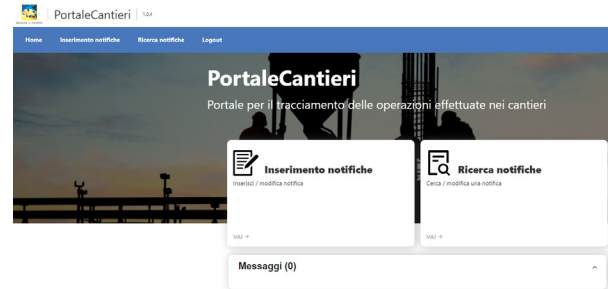 PortaleCantieri 1.0.4
Home Inserimento notifiche Ricerca notifiche Logout
PortaleCantieri
Portale per il tracciamento delle operazioni effettuate nei cantieri
Inserimento notifiche
Inserisci / modifica notifica
VAI →
Ricerca notifiche
Cerca / modifica una notifica
VAI →
Messaggi (0)